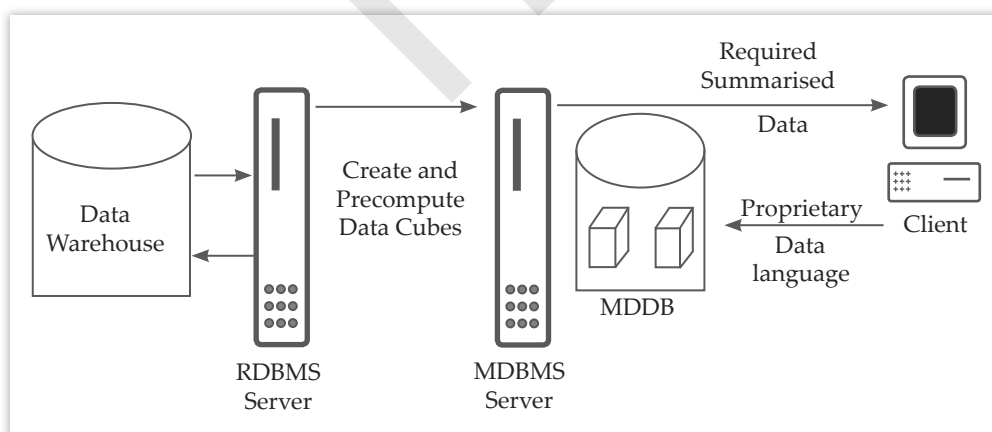 Data
Warehouse
RDBMS
Server
Create and
Precompute
Data Cubes
MDBMS
Server
MDDB
Required
Summarised
Data
Proprietary
Data
language
Client